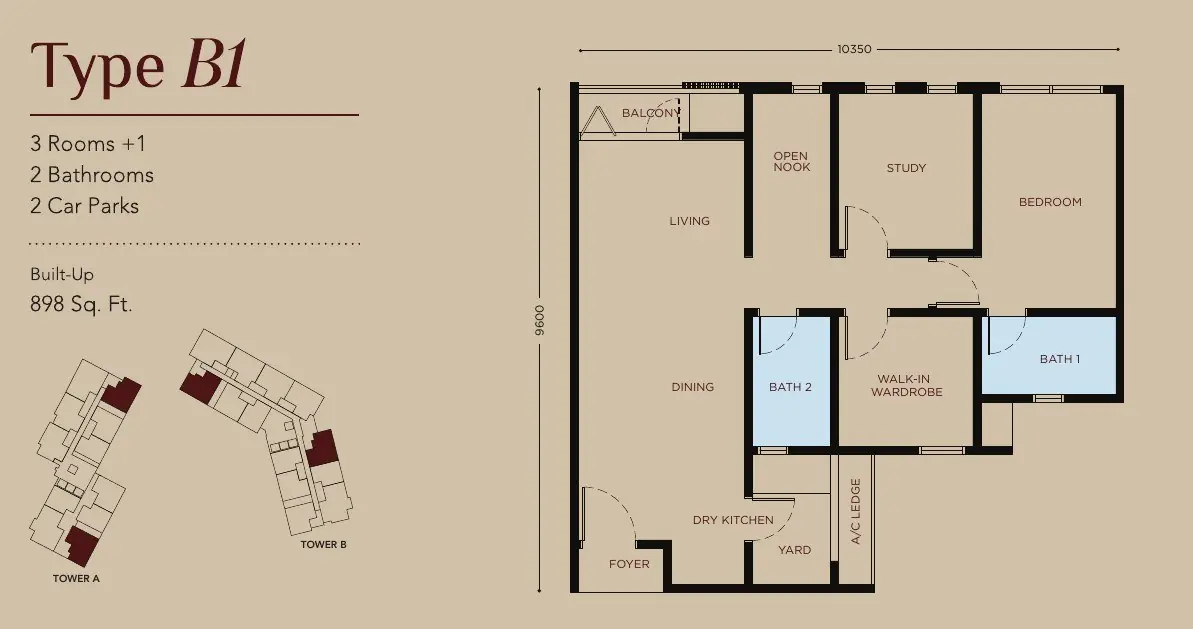 Type B1
3 Rooms +1
2 Bathrooms
2 Car Parks
Built-Up
898 Sq. Ft.
TOWER A
TOWER B
10350
9600
BALCONY
OPEN
NOOK
STUDY
BEDROOM
LIVING
DINING
BATH 2
WALK-IN
WARDROBE
BATH 1
DRY KITCHEN
YARD
A/C LEDGE
FOYER